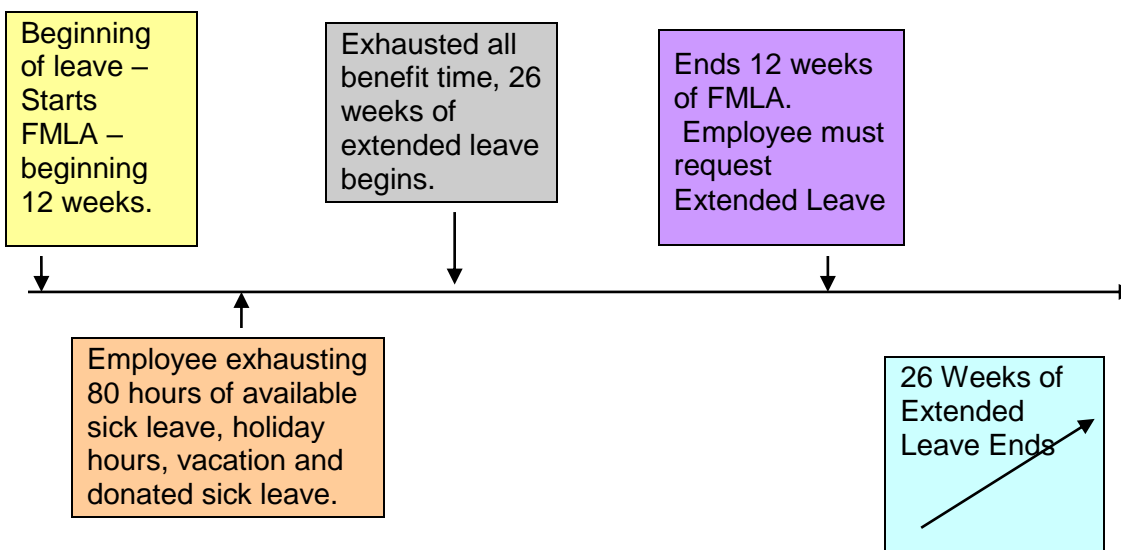 Beginning
of leave –
Starts
FMLA –
beginning
12 weeks.
Exhausted all
benefit time, 26
weeks of
extended leave
begins.
Ends 12 weeks
of FMLA.
Employee must
request
Extended Leave
Employee exhausting
80 hours of available
sick leave, holiday
hours, vacation and
donated sick leave.
26 Weeks of
Extended
Leave Ends